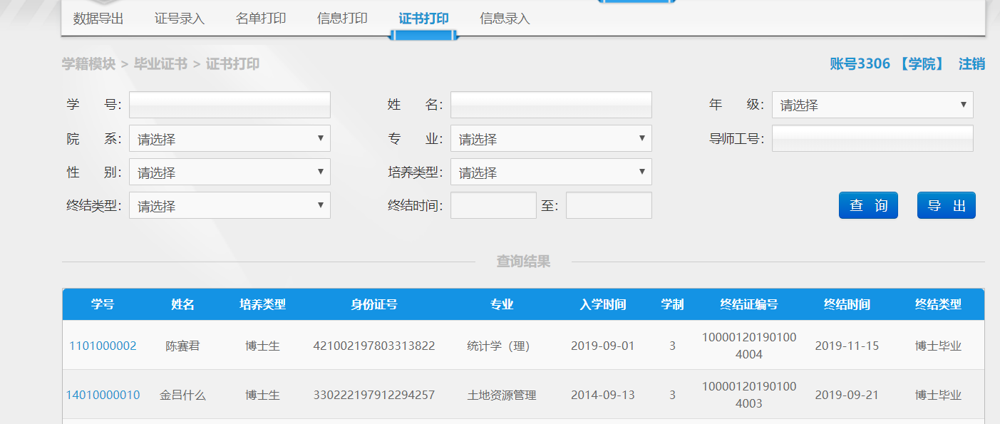 数据导出 证号录入 名单打印 信息打印 证书打印 信息录入
学籍模块 > 毕业证书 > 证书打印 账号3306 【学院】 注销
学 号： 姓 名： 年 级： 请选择
院 系： 请选择 专 业： 请选择 导师工号：
性 别： 请选择 培养类型： 请选择
终结类型： 请选择 终结时间： 至： 查 询 导 出
查询结果
学号 姓名 培养类型 身份证号 专业 入学时间 学制 终结证编号 终结时间 终结类型
1101000002 陈赛君 博士生 421002197803313822 统计学（理） 2019-09-01 3 10000120190100 2019-11-15 博士毕业
4004
14010000010 金吕什么 博士生 330222197912294257 土地资源管理 2014-09-13 3 10000120190100 2019-09-21 博士毕业
4003